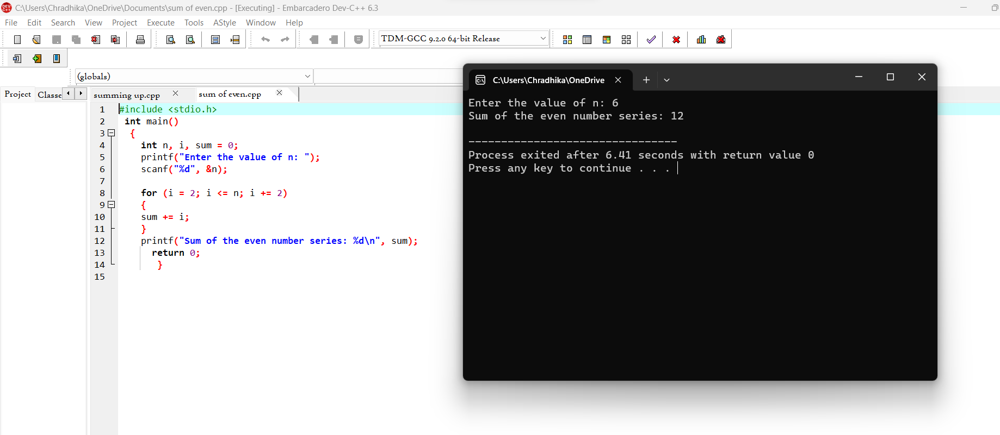 C:\Users\Chradhika\OneDrive\Documents\sum of even.cpp - [Executing] - Embarcadero Dev-C++ 6.3
File Edit Search View Project Execute Tools AStyle Window Help
TDM-GCC 9.2.0 64-bit Release
(globals)
Project Classe
summing up.cpp sum of even.cpp
1 #include <stdio.h>
2 int main()
3 {
4 int n, i, sum = 0;
5 printf("Enter the value of n: ");
6 scanf("%d", &n);
7
8 for (i = 2; i <= n; i += 2)
9 {
10 sum += i;
11 }
12 printf("Sum of the even number series: %d\n", sum);
13 return 0;
14 }
15
C:\Users\Chradhika\OneDrive
Enter the value of n: 6
Sum of the even number series: 12
--------------------------------
Process exited after 6.41 seconds with return value 0
Press any key to continue . . .